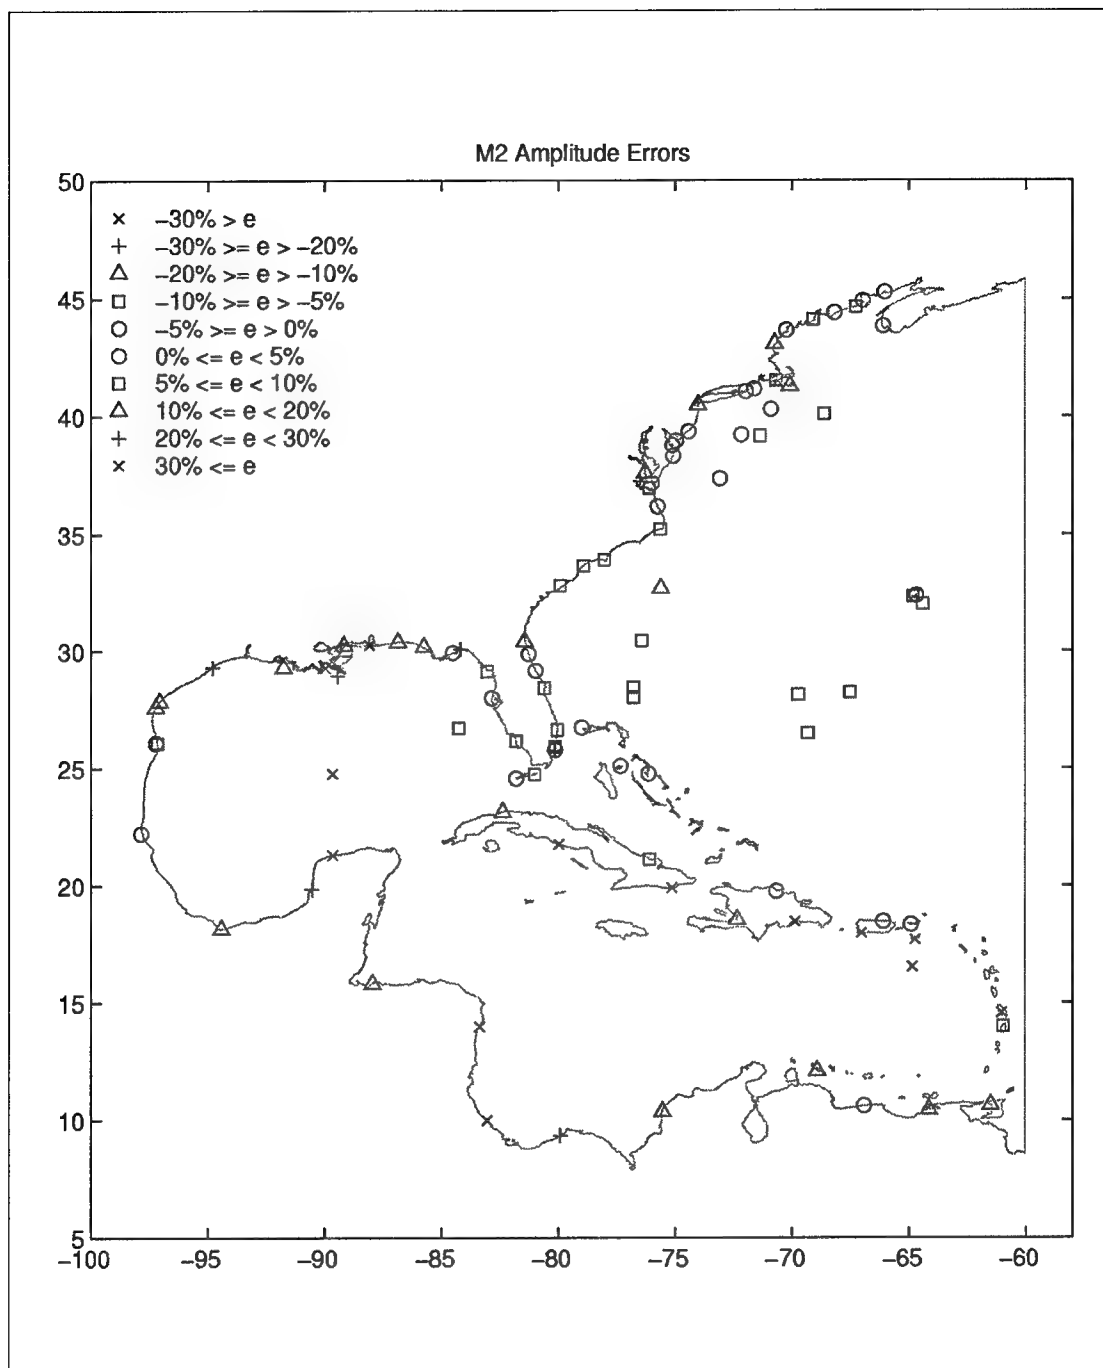 M2 Amplitude Errors
50
45
40
35
30
25
20
15
10
5
−30% > e
−30% >= e > −20%
−20% >= e > −10%
−10% >= e > −5%
−5% >= e > 0%
0% <= e < 5%
5% <= e < 10%
10% <= e < 20%
20% <= e < 30%
30% <= e
−100 −95 −90 −85 −80 −75 −70 −65 −60